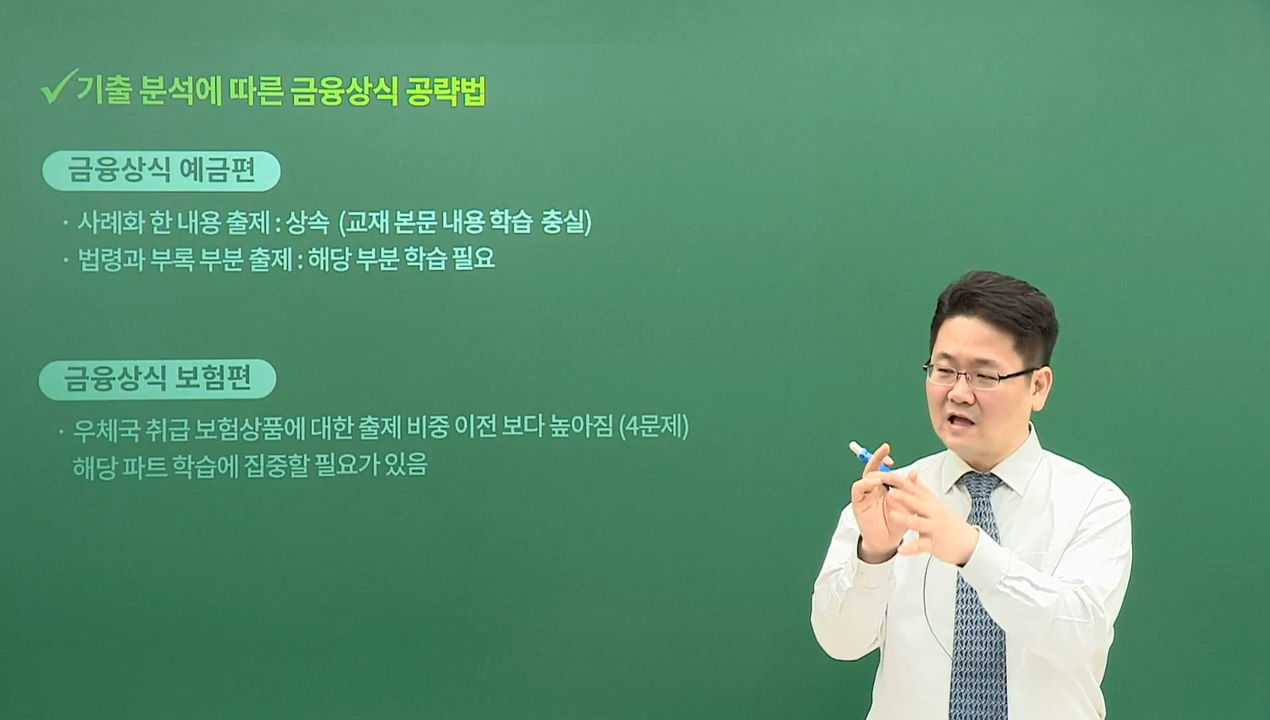 ✓기출 분석에 따른 금융상식 공략법
금융상식 예금편
· 사례화 한 내용 출제 : 상속 (교재 본문 내용 학습 충실)
· 법령과 부록 부분 출제 : 해당 부분 학습 필요
금융상식 보험편
· 우체국 취급 보험상품에 대한 출제 비중 이전 보다 높아짐 (4문제)
해당 파트 학습에 집중할 필요가 있음